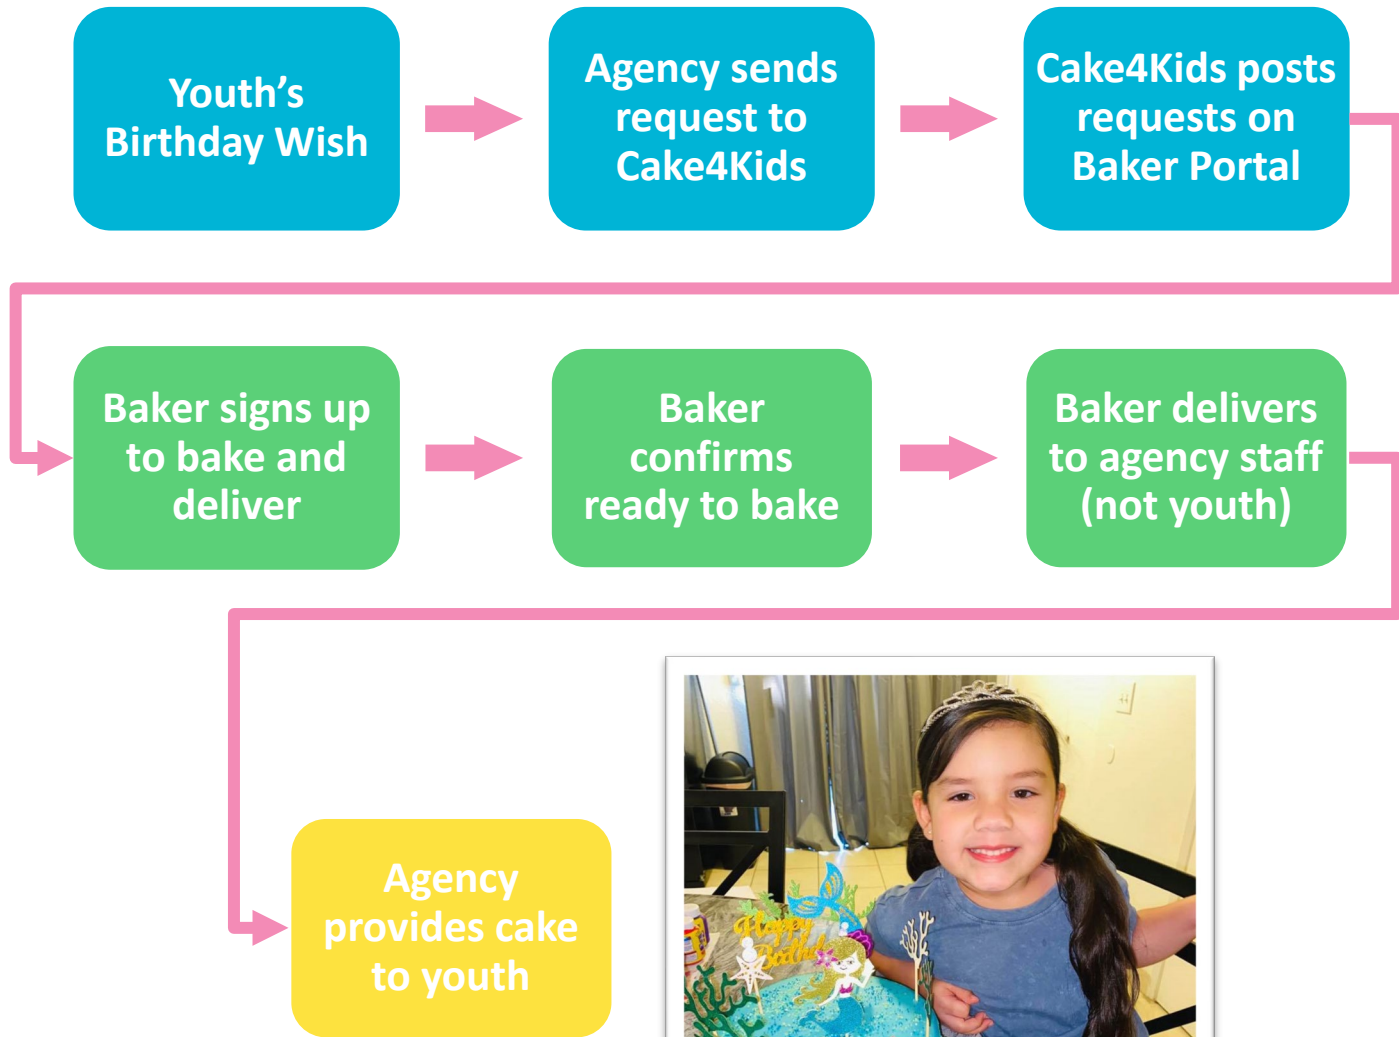 Youth’s
Birthday Wish
Agency sends
request to
Cake4Kids
Cake4Kids posts
requests on
Baker Portal
Baker signs up
to bake and
deliver
Baker
confirms
ready to bake
Baker delivers
to agency staff
(not youth)
Agency
provides cake
to youth
Happy